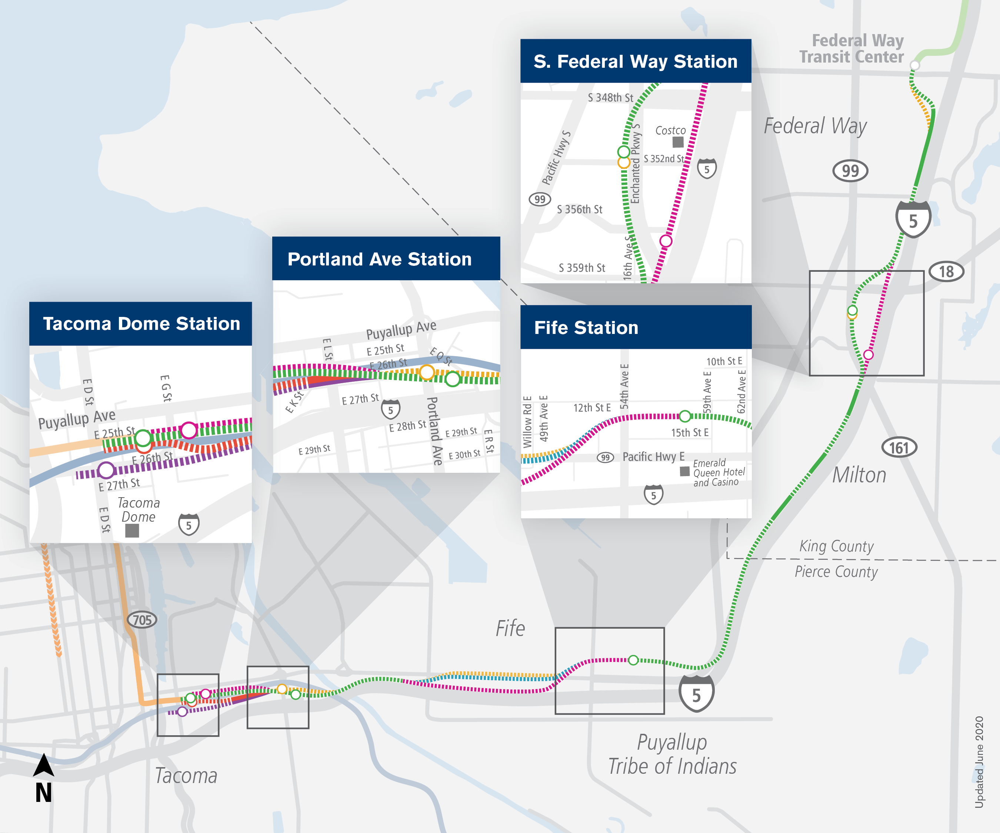 Federal Way
Transit Center
Federal Way
99
5
18
161
Milton
King County
Pierce County
S. Federal Way Station
S 348th St
Pacific Hwy S
Enchanted Pkwy S
Costco
S 352nd St
5
99
S 356th St
16th Ave S
S 359th St
Portland Ave Station
Puyallup Ave
E L St
E 25th St
E Q St
E 26th St
E K St
E 27th St
5
Portland Ave
E 28th St
E 29th St
E R St
E 29th St
E 30th St
Fife Station
10th St E
54th Ave E
59th Ave E
62nd Ave E
Willow Rd E
49th Ave E
12th St E
15th St E
99
Pacific Hwy E
Emerald
Queen Hotel
and Casino
5
Tacoma Dome Station
E D St
E G St
Puyallup Ave
E 25th St
E 26th St
E 27th St
Tacoma
Dome
E D St
5
705
Fife
5
Puyallup
Tribe of Indians
Tacoma
N
Updated June 2020